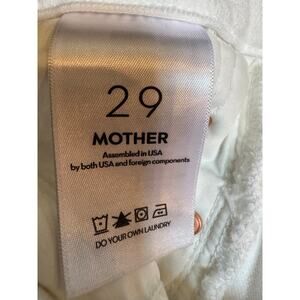 29
MOTHER
Assembled in USA
by both USA and foreign components
DO YOUR OWN LAUNDRY